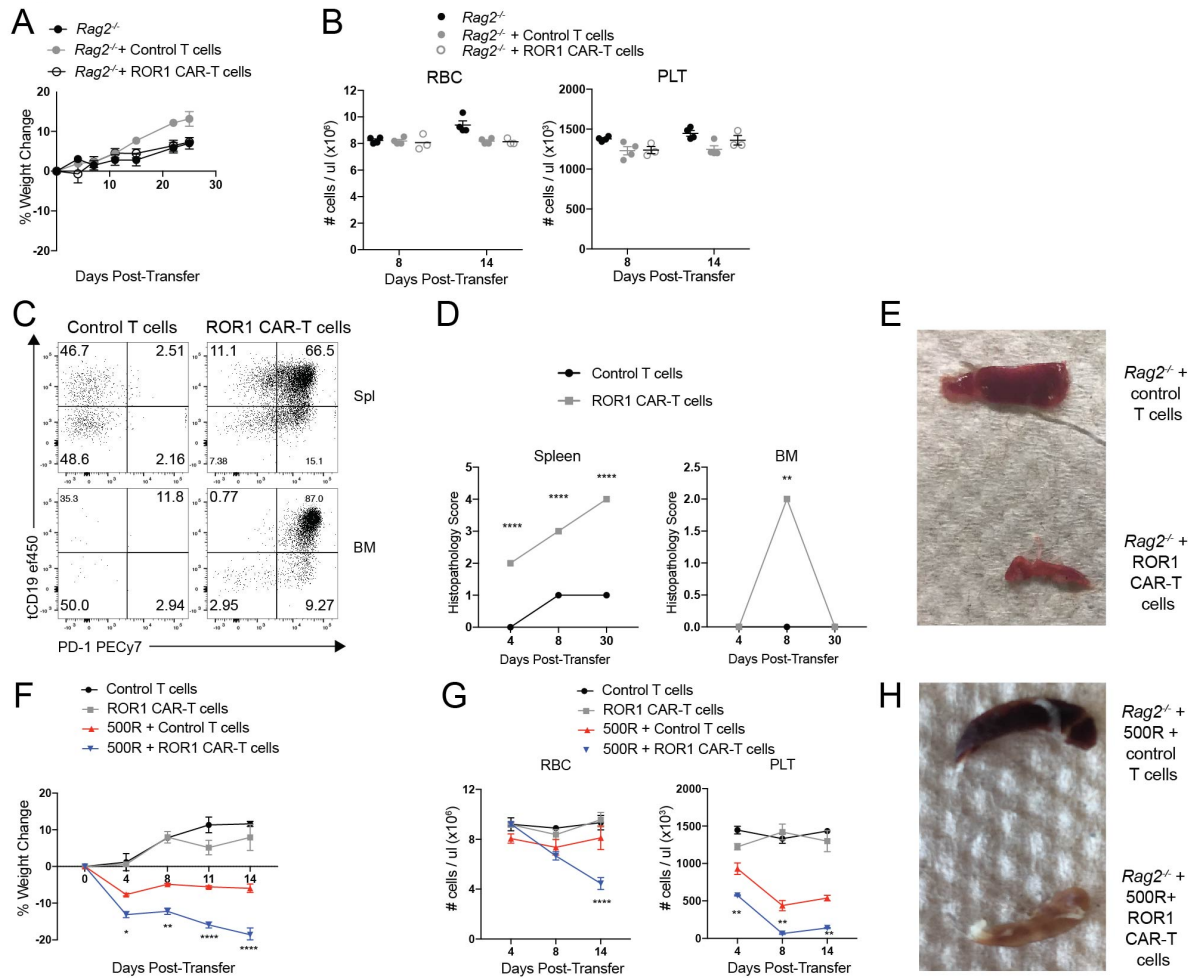 A
Rag2-/-
Rag2-/- + Control T cells
Rag2-/- + ROR1 CAR-T cells
20
10
0
-10
-20
10
20
30
% Weight Change
Days Post-Transfer
B
Rag2-/-
Rag2-/- + Control T cells
Rag2-/- + ROR1 CAR-T cells
RBC
12
10
8
6
4
2
0
8
14
# cells / ul (x10⁶)
Days Post-Transfer
PLT
2000
1500
1000
500
0
8
14
# cells / ul (x10³)
Days Post-Transfer
C
Control T cells
ROR1 CAR-T cells
46.7
2.51
48.6
2.16
11.1
66.5
7.38
15.1
Spl
35.3
11.8
50.0
2.94
0.77
87.0
2.95
9.27
BM
tCD19 ef450
PD-1 PECy7
D
Control T cells
ROR1 CAR-T cells
Spleen
5
4
3
2
1
0
****
****
****
4
8
30
Histopathology Score
Days Post-Transfer
BM
2.5
2.0
1.5
1.0
0.5
0.0
**
4
8
30
Histopathology Score
Days Post-Transfer
E
Rag2-/- +
control
T cells
Rag2-/- +
ROR1
CAR-T
cells
F
Control T cells
ROR1 CAR-T cells
500R + Control T cells
500R + ROR1 CAR-T cells
20
10
0
-10
-20
0
4
8
11
14
*
**
****
****
% Weight Change
Days Post-Transfer
G
Control T cells
ROR1 CAR-T cells
500R + Control T cells
500R + ROR1 CAR-T cells
RBC
12
8
4
0
****
4
8
14
# cells / ul (x10⁶)
Days Post-Transfer
PLT
2000
1500
1000
500
0
**
**
**
4
8
14
# cells / ul (x10³)
Days Post-Transfer
H
Rag2-/- +
500R +
control
T cells
Rag2-/- +
500R+
ROR1
CAR-T
cells